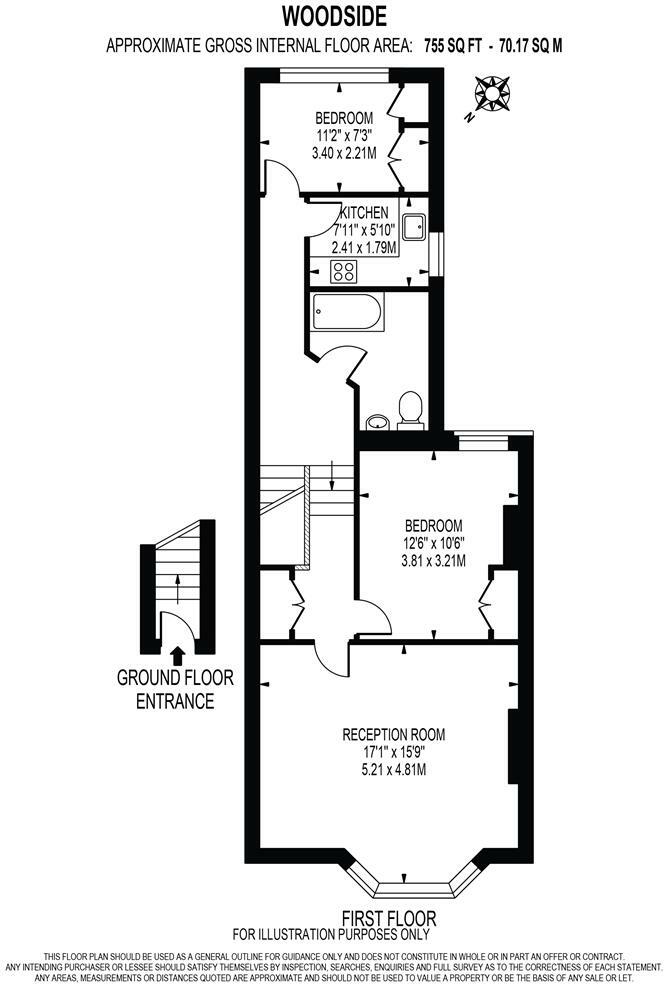 WOODSIDE
APPROXIMATE GROSS INTERNAL FLOOR AREA: 755 SQ FT - 70.17 SQ M
N
BEDROOM
11'2" x 7'3"
3.40 x 2.21M
KITCHEN
7'11" x 5'10"
2.41 x 1.79M
BEDROOM
12'6" x 10'6"
3.81 x 3.21M
GROUND FLOOR
ENTRANCE
RECEPTION ROOM
17'1" x 15'9"
5.21 x 4.81M
FIRST FLOOR
FOR ILLUSTRATION PURPOSES ONLY
THIS FLOOR PLAN SHOULD BE USED AS A GENERAL OUTLINE FOR GUIDANCE ONLY AND DOES NOT CONSTITUTE IN WHOLE OR IN PART AN OFFER OR CONTRACT.
ANY INTENDING PURCHASER OR LESSEE SHOULD SATISFY THEMSELVES BY INSPECTION, SEARCHES, ENQUIRIES AND FULL SURVEY AS TO THE CORRECTNESS OF EACH STATEMENT.
ANY AREAS, MEASUREMENTS OR DISTANCES QUOTED ARE APPROXIMATE AND SHOULD NOT BE USED TO VALUE A PROPERTY OR BE THE BASIS OF ANY SALE OR LET.